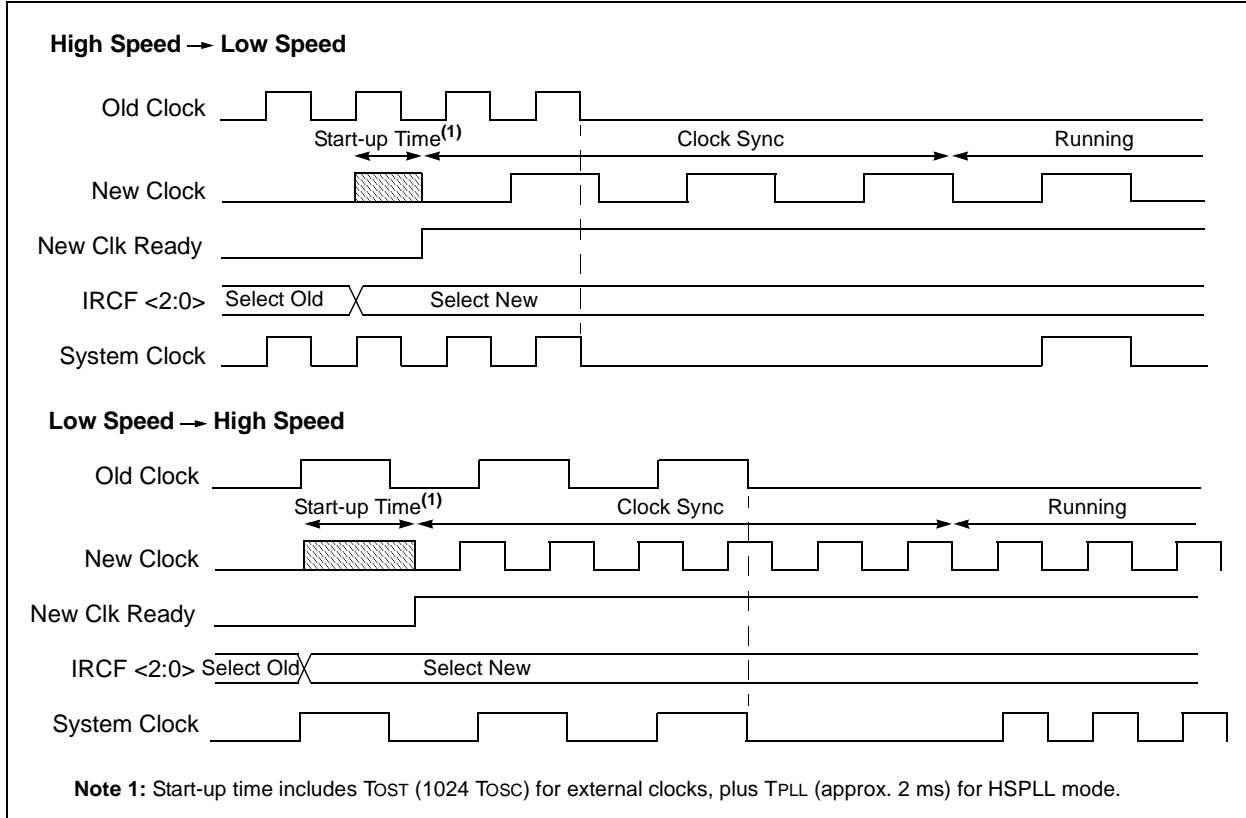 High Speed → Low Speed
Old Clock
Start-up Time(1) Clock Sync Running
New Clock
New Clk Ready
IRCF <2:0> Select Old Select New
System Clock
Low Speed → High Speed
Old Clock
Start-up Time(1) Clock Sync Running
New Clock
New Clk Ready
IRCF <2:0> Select Old Select New
System Clock
Note 1: Start-up time includes TOST (1024 TOSC) for external clocks, plus TPLL (approx. 2 ms) for HSPLL mode.